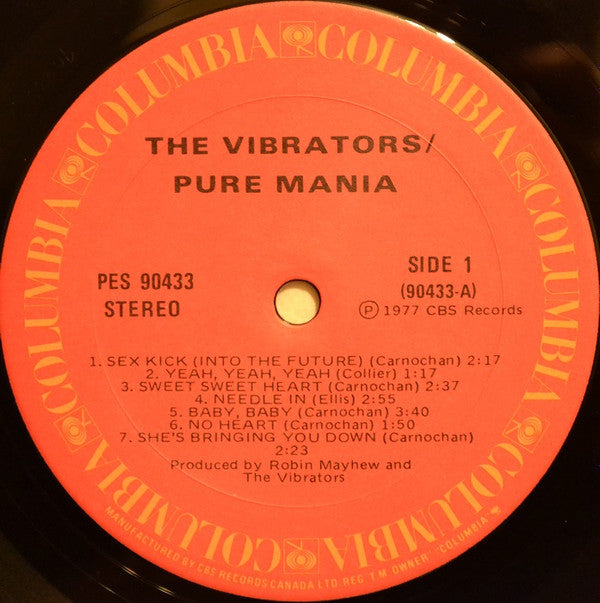 COLUMBIA COLUMBIA COLUMBIA COLUMBIA COLUMBIA COLUMBIA
THE VIBRATORS/
PURE MANIA
PES 90433
STEREO
SIDE 1
(90433-A)
Ⓟ 1977 CBS Records
1. SEX KICK (INTO THE FUTURE) (Carnochan) 2:17
2. YEAH, YEAH, YEAH (Collier) 1:17
3. SWEET SWEET HEART (Carnochan) 2:37
4. NEEDLE IN (Ellis) 2:55
5. BABY, BABY (Carnochan) 3:40
6. NO HEART (Carnochan) 1:50
7. SHE'S BRINGING YOU DOWN (Carnochan)
2:23
Produced by Robin Mayhew and
The Vibrators
MANUFACTURED BY CBS RECORDS CANADA LTD. REG. T M OWNER "COLUMBIA"